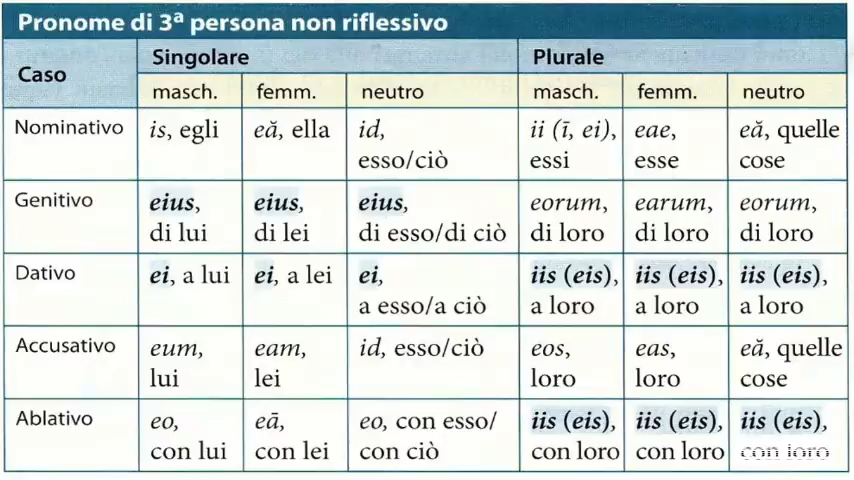 Pronome di 3ª persona non riflessivo
Caso Singolare Plurale
masch. femm. neutro masch. femm. neutro
Nominativo is, egli eă, ella id, ii (ī, ei), eae, eă, quelle
esso/ciò essi esse cose
Genitivo eius, eius, eius, eorum, earum, eorum,
di lui di lei di esso/di ciò di loro di loro di loro
Dativo ei, a lui ei, a lei ei, iis (eis), iis (eis), iis (eis),
a esso/a ciò a loro a loro a loro
Accusativo eum, eam, id, esso/ciò eos, eas, eă, quelle
lui lei loro loro cose
Ablativo eo, eā, eo, con esso/ iis (eis), iis (eis), iis (eis),
con lui con lei con ciò con loro con loro con loro